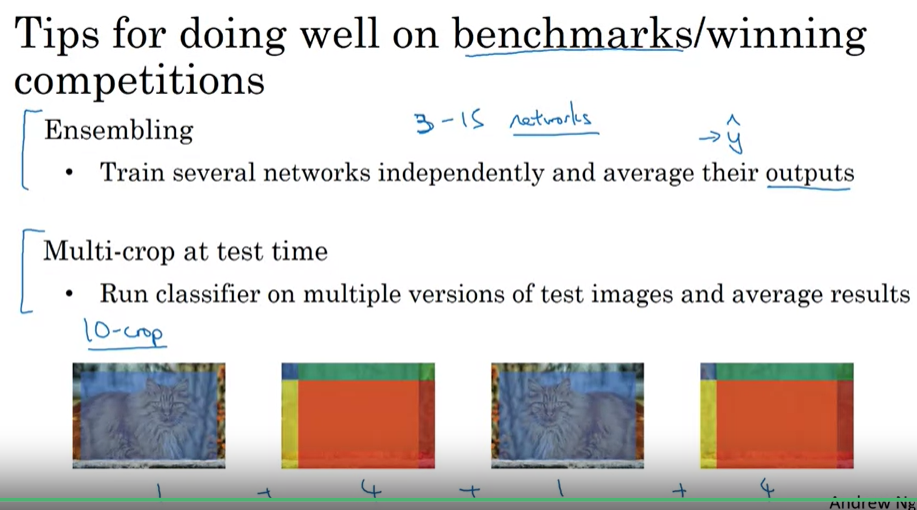 Tips for doing well on benchmarks/winning
competitions
Ensembling
3-15 networks
→ŷ
• Train several networks independently and average their outputs
Multi-crop at test time
• Run classifier on multiple versions of test images and average results
10-crop
1 + 4 + 1 + 4
Andrew Ng